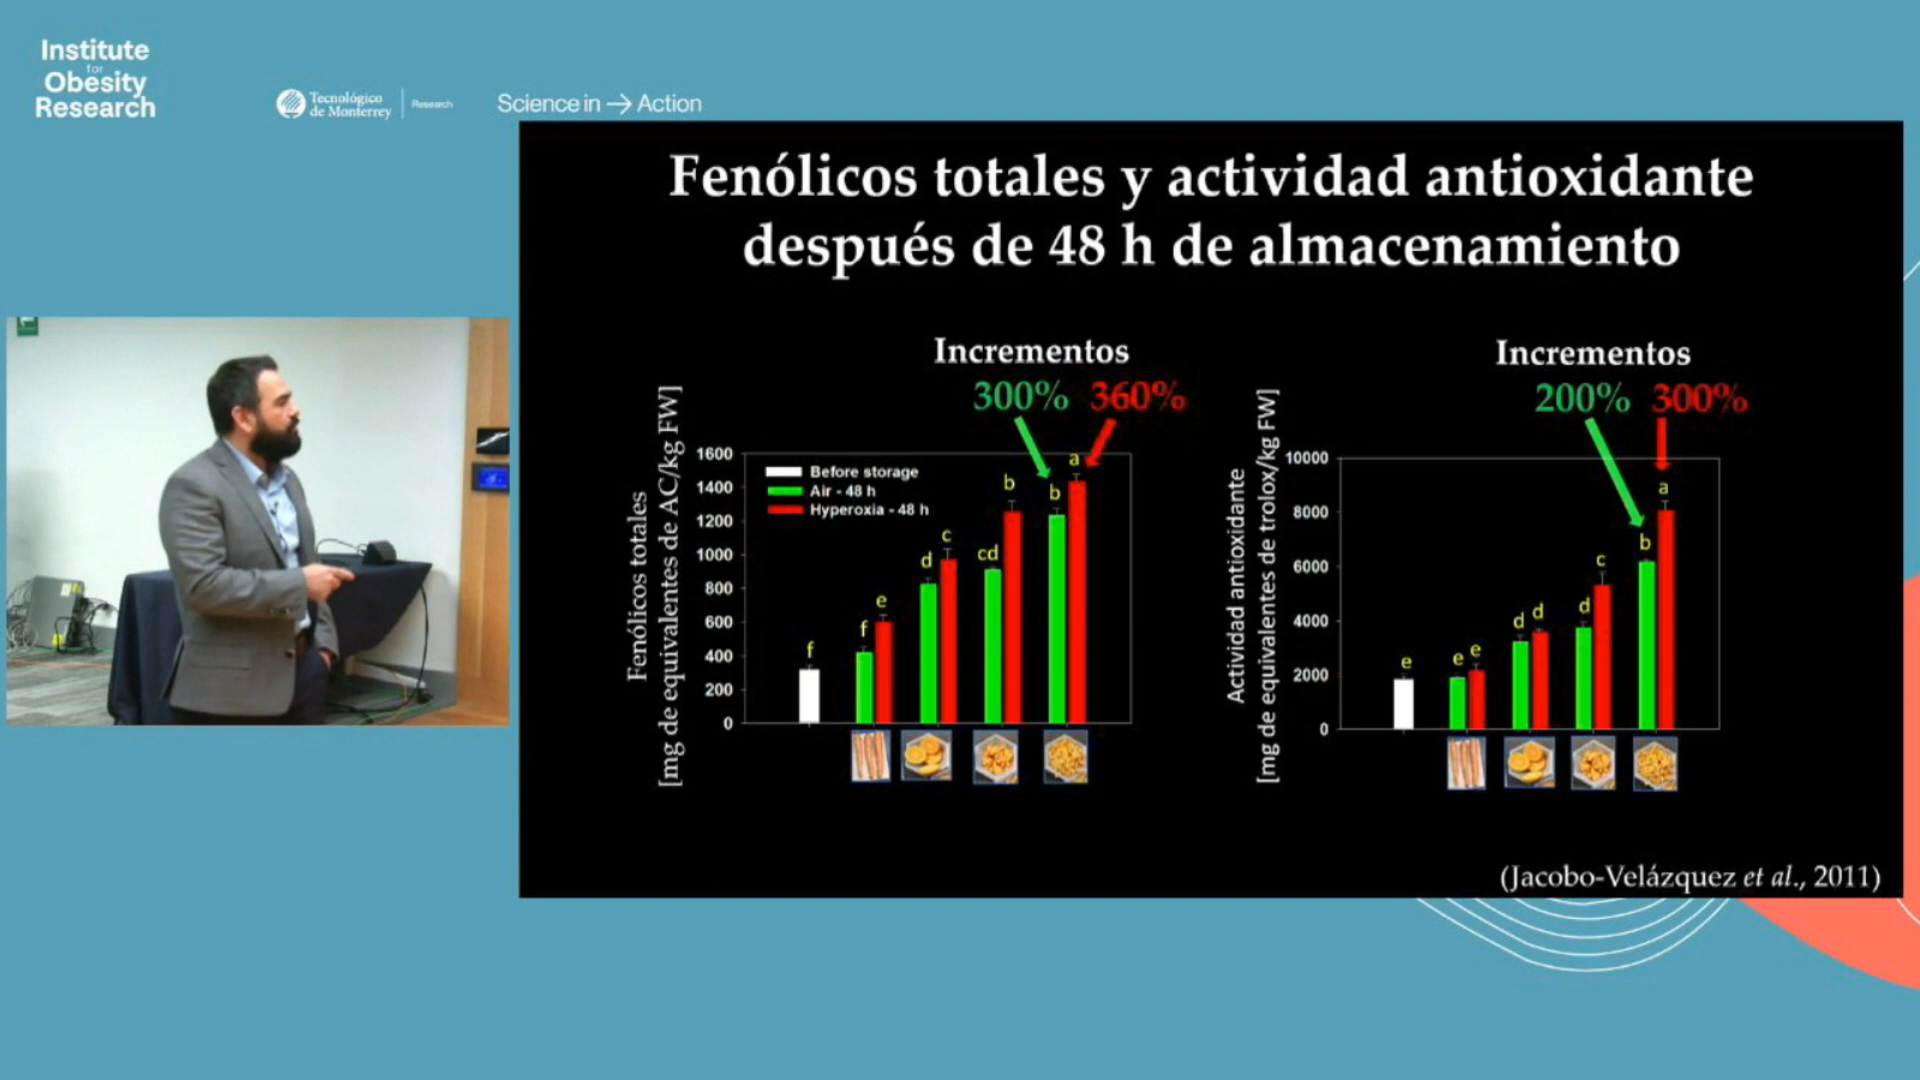 Institute
for
Obesity
Research
Tecnológico
de Monterrey
Research
Science in → Action
Fenólicos totales y actividad antioxidante
después de 48 h de almacenamiento
Incrementos
300% 360%
Fenólicos totales
[mg de equivalentes de AC/kg FW]
1600
1400
1200
1000
800
600
400
200
0
Before storage
Air - 48 h
Hyperoxia - 48 h
f
f
e
d
c
cd
b
b
a
Incrementos
200% 300%
Actividad antioxidante
[mg de equivalentes de trolox/kg FW]
10000
8000
6000
4000
2000
0
e
e
e
d
d
d
c
b
a
(Jacobo-Velázquez et al., 2011)